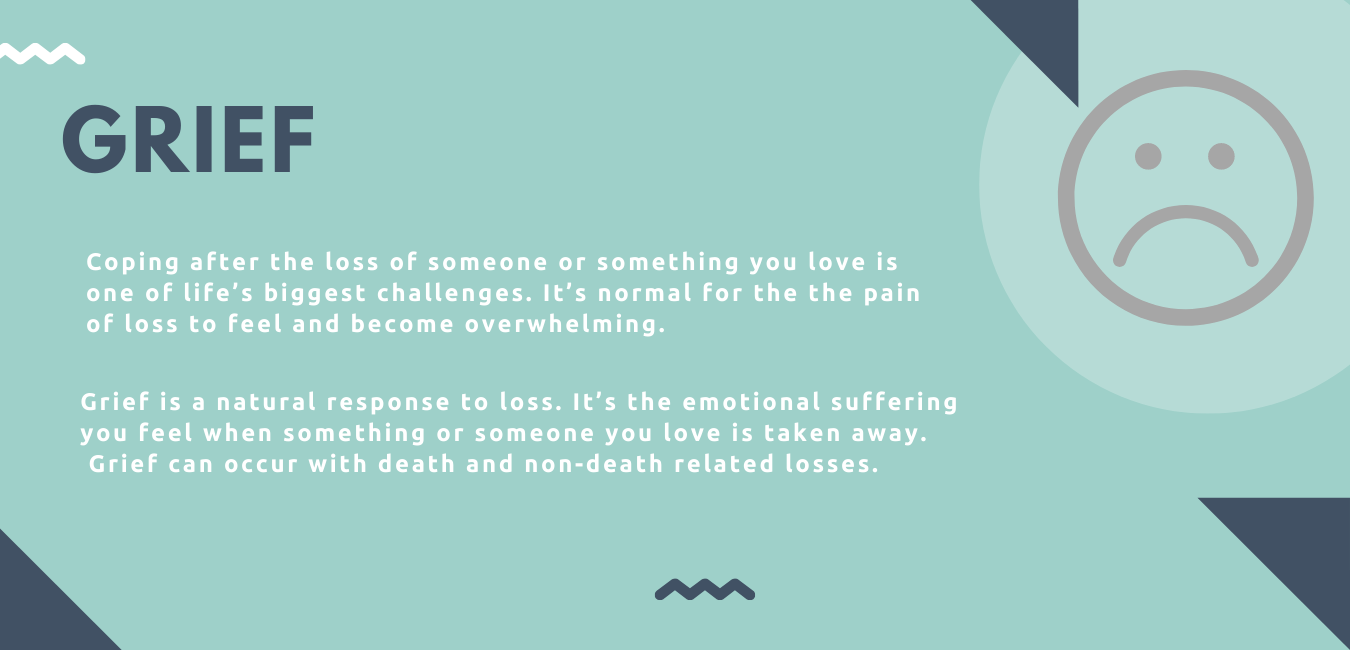 GRIEF
Coping after the loss of someone or something you love is
one of life’s biggest challenges. It’s normal for the the pain
of loss to feel and become overwhelming.
Grief is a natural response to loss. It’s the emotional suffering
you feel when something or someone you love is taken away.
Grief can occur with death and non-death related losses.